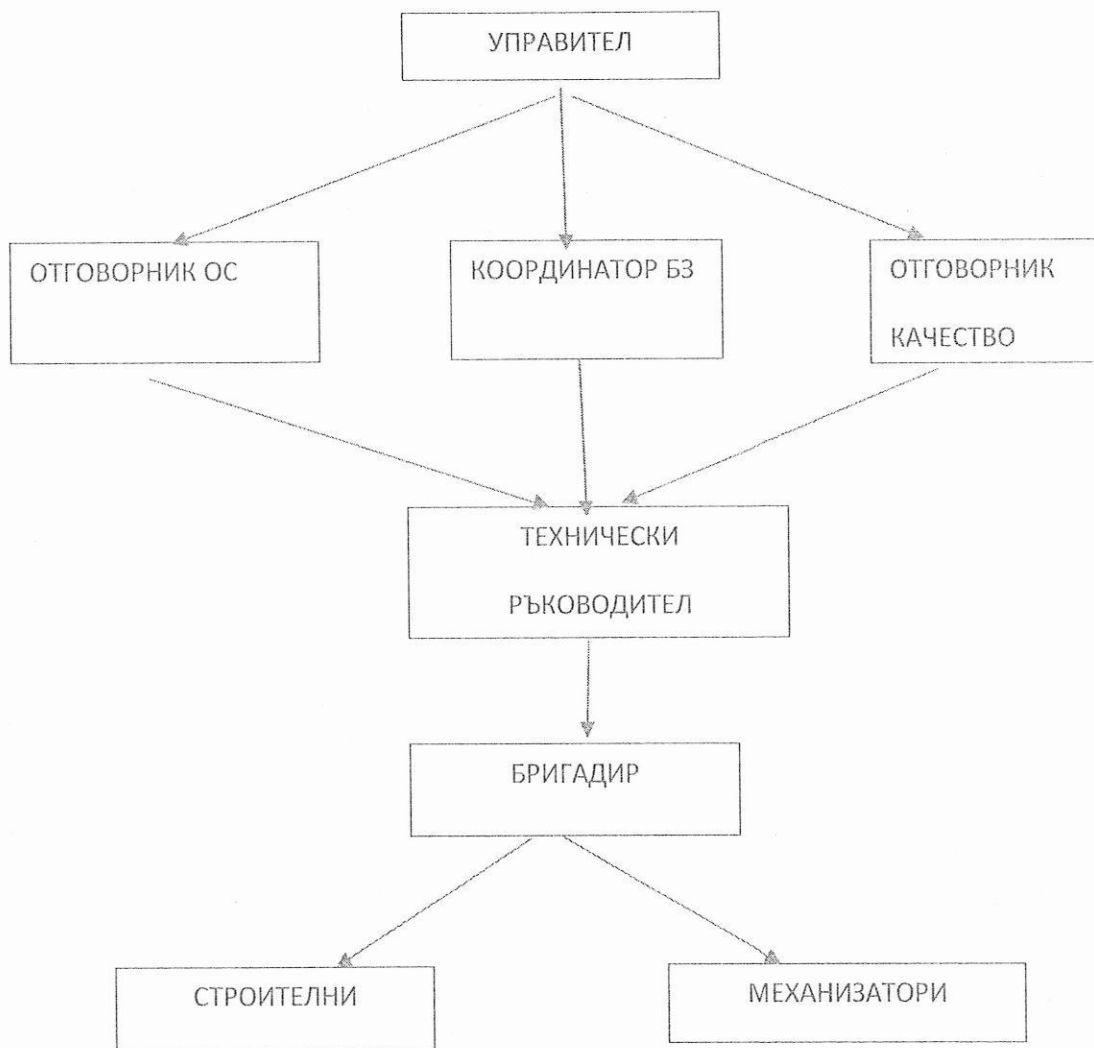 УПРАВИТЕЛ
ОТГОВОРНИК ОС
КООРДИНАТОР БЗ
ОТГОВОРНИК
КАЧЕСТВО
ТЕХНИЧЕСКИ
РЪКОВОДИТЕЛ
БРИГАДИР
СТРОИТЕЛНИ
МЕХАНИЗАТОРИ